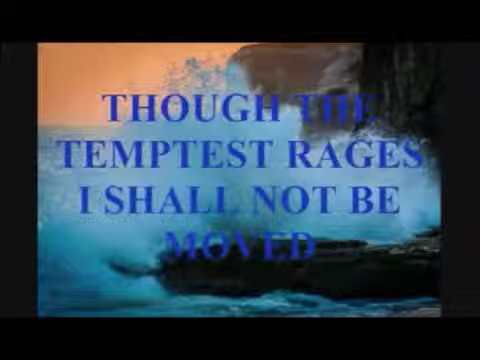 THOUGH THE
TEMPTEST RAGES
I SHALL NOT BE
MOVED